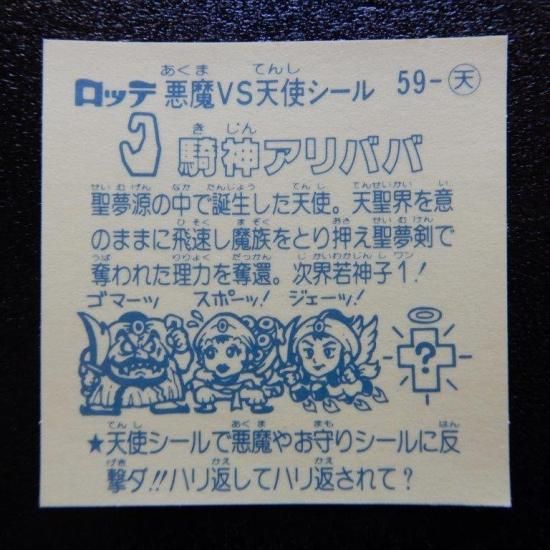 ロッテ 悪魔VS天使シール 59-天
騎神アリババ
聖夢源の中で誕生した天使。天聖界を意
のままに飛速し魔族をとり押え聖夢剣で
奪われた理力を奪還。次界若神子1!
ゴマーッ スポーッ! ジェーッ!
?
★天使シールで悪魔やお守りシールに反
撃ダ!!ハリ返してハリ返されて?